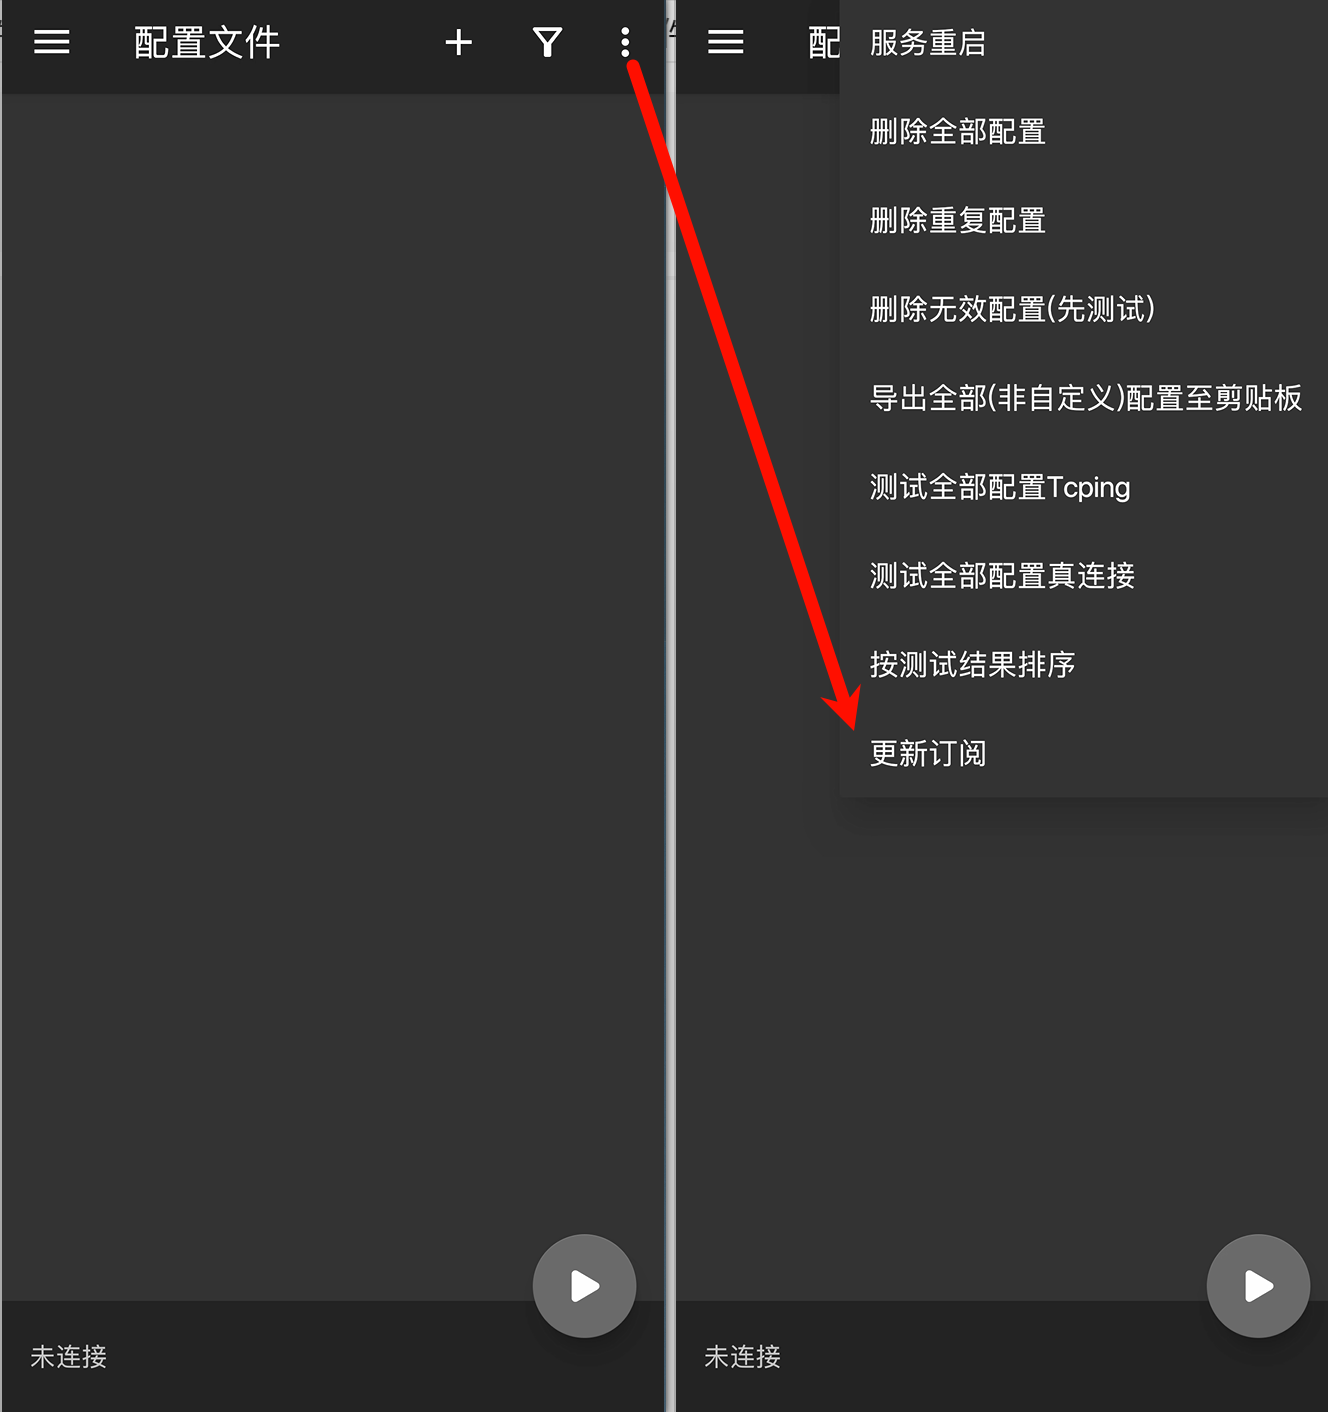 配置文件
未连接
配
服务重启
删除全部配置
删除重复配置
删除无效配置(先测试)
导出全部(非自定义)配置至剪贴板
测试全部配置Tcping
测试全部配置真连接
按测试结果排序
更新订阅
未连接